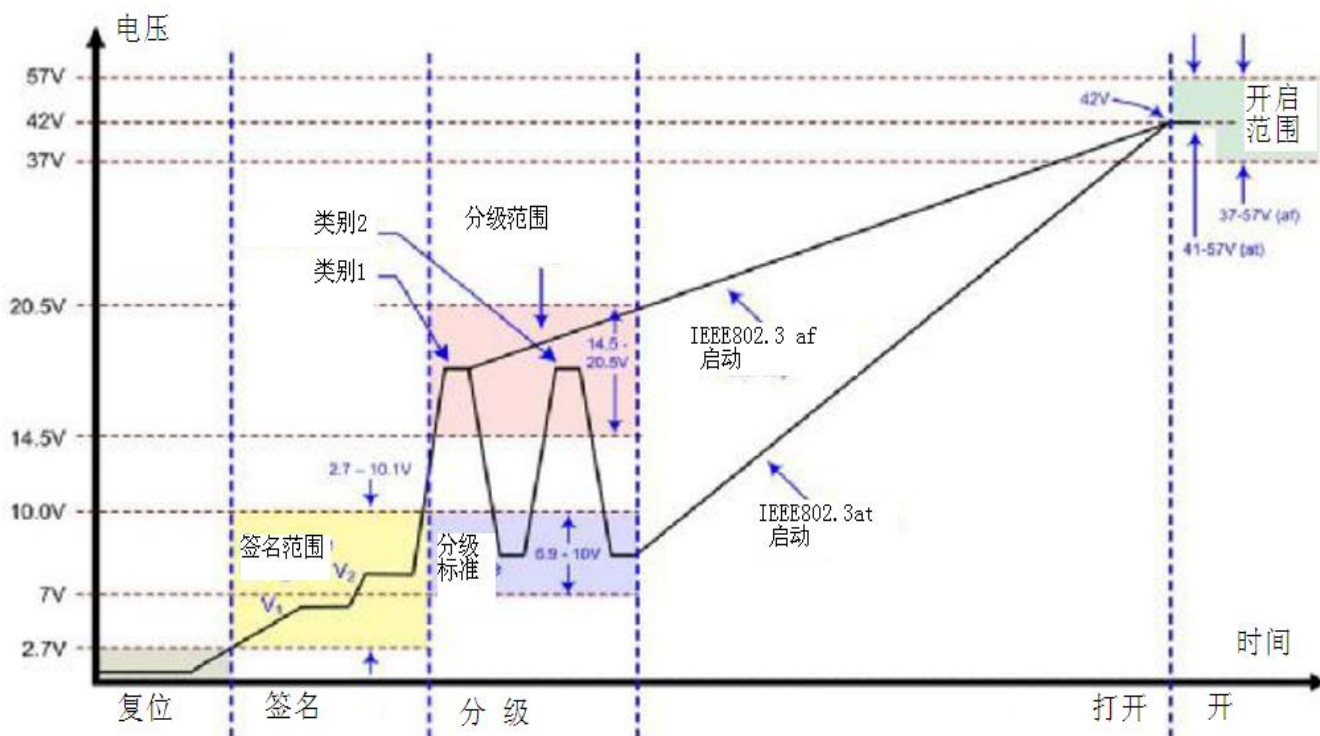 电压
57V
42V
37V
20.5V
14.5V
10.0V
7V
2.7V
42V
开启
范围
37-57V (af)
41-57V (at)
类别2
类别1
分级范围
14.5 -
20.5V
IEEE802.3 af
启动
2.7 – 10.1V
签名范围
V₂
V₁
分级
标准
6.9 - 10V
IEEE802.3at
启动
时间
复位
签名
分 级
打开
开